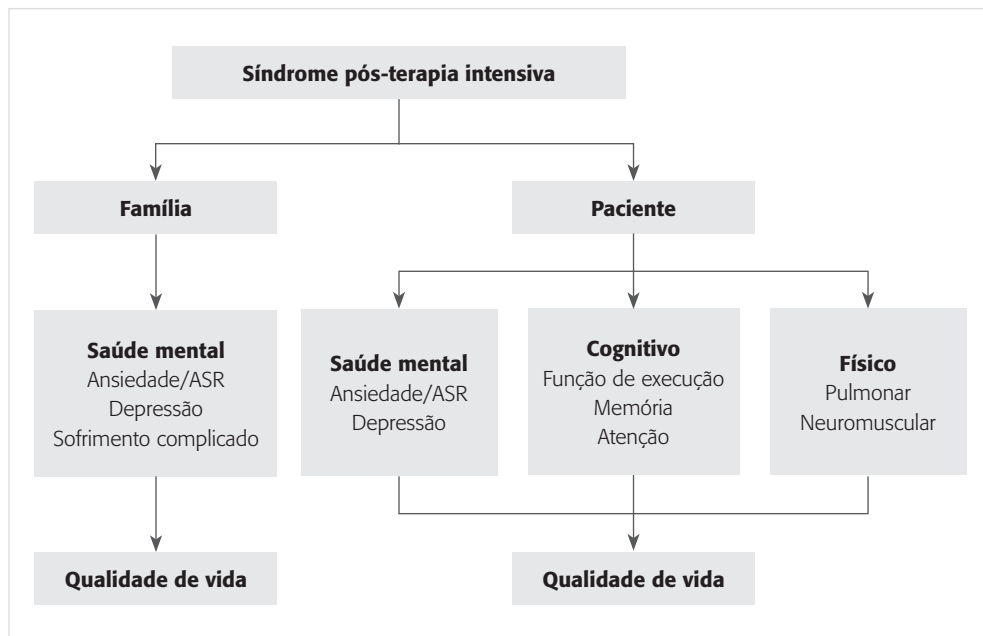 Síndrome pós-terapia intensiva
Família
Paciente
Saúde mental
Ansiedade/ASR
Depressão
Sofrimento complicado
Saúde mental
Ansiedade/ASR
Depressão
Cognitivo
Função de execução
Memória
Atenção
Físico
Pulmonar
Neuromuscular
Qualidade de vida
Qualidade de vida